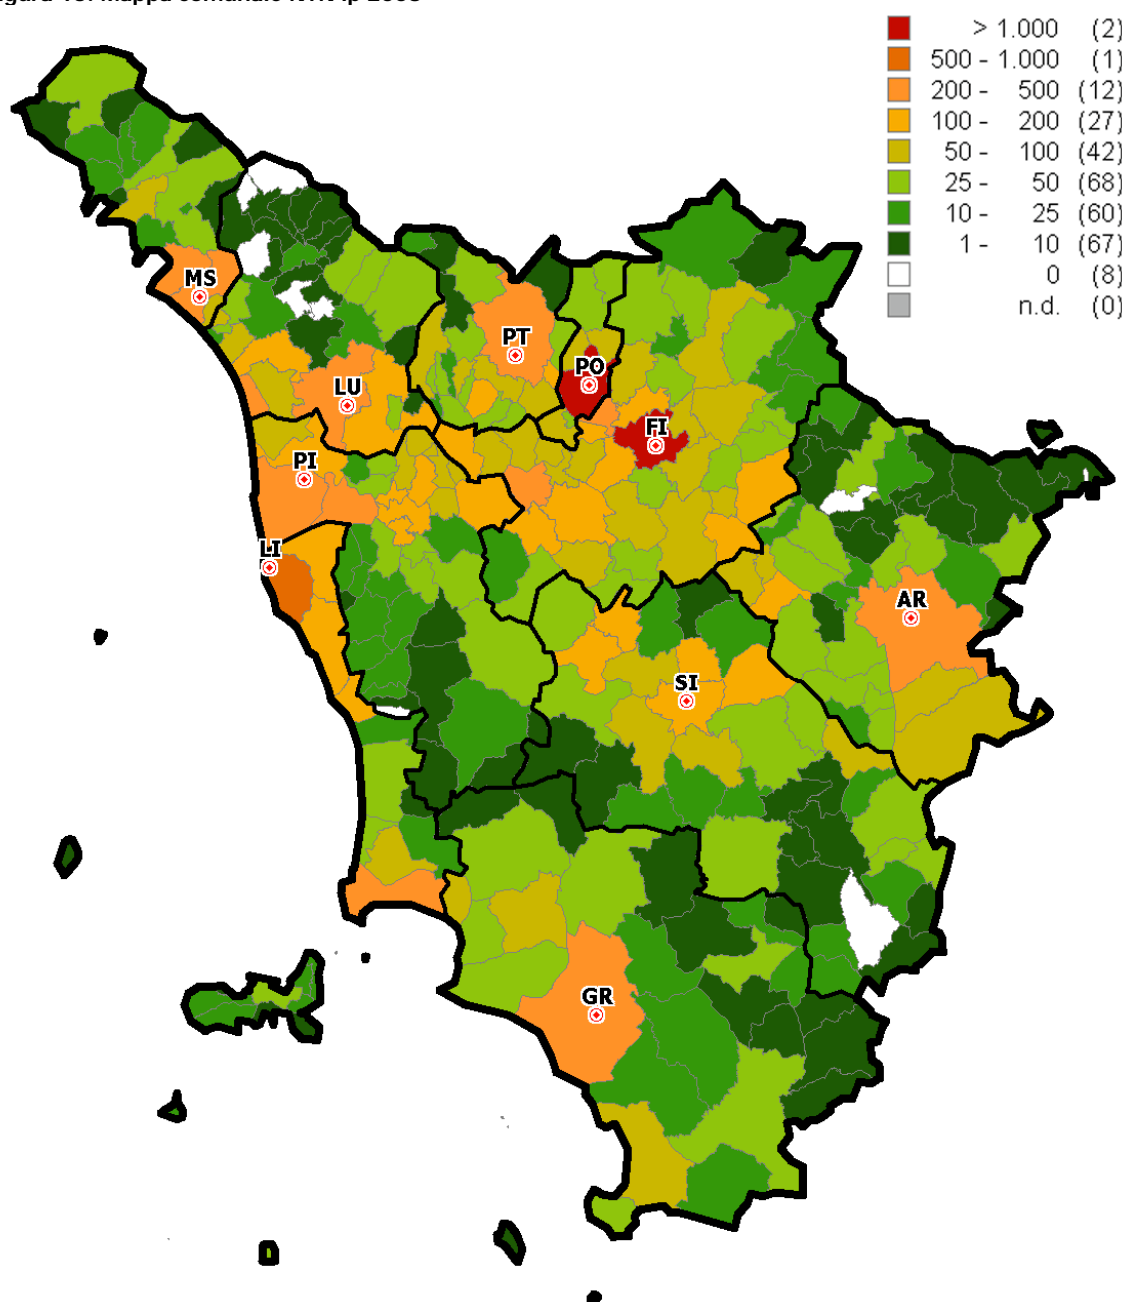 > 1.000 (2)
500 - 1.000 (1)
200 - 500 (12)
100 - 200 (27)
50 - 100 (42)
25 - 50 (68)
10 - 25 (60)
1 - 10 (67)
0 (8)
n.d. (0)
MS
PT
PO
LU
FI
PI
LI
AR
SI
GR